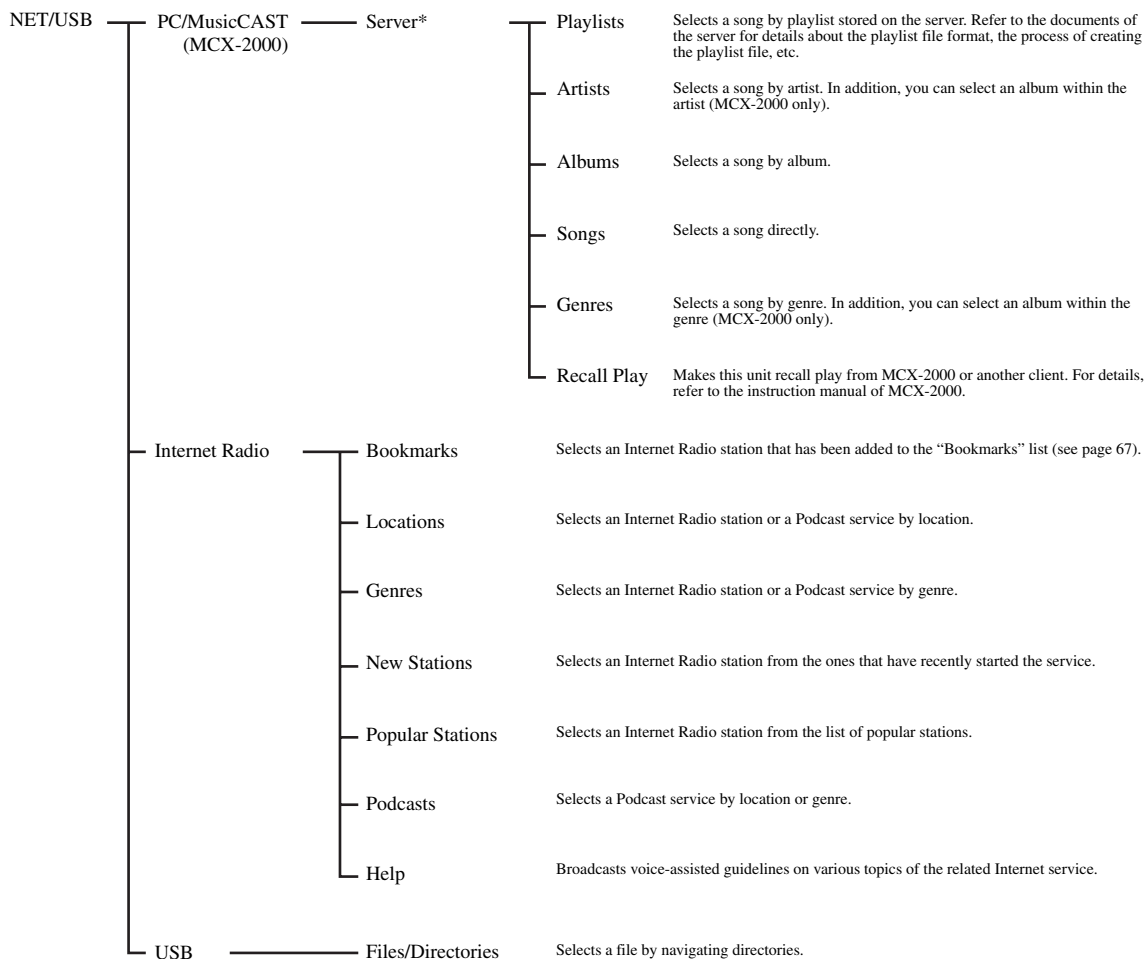 NET/USB
PC/MusicCAST
(MCX-2000)
Server*
Playlists
Selects a song by playlist stored on the server. Refer to the documents of
the server for details about the playlist file format, the process of creating
the playlist file, etc.
Artists
Selects a song by artist. In addition, you can select an album within the
artist (MCX-2000 only).
Albums
Selects a song by album.
Songs
Selects a song directly.
Genres
Selects a song by genre. In addition, you can select an album within the
genre (MCX-2000 only).
Recall Play
Makes this unit recall play from MCX-2000 or another client. For details,
refer to the instruction manual of MCX-2000.
Internet Radio
Bookmarks
Selects an Internet Radio station that has been added to the “Bookmarks” list (see page 67).
Locations
Selects an Internet Radio station or a Podcast service by location.
Genres
Selects an Internet Radio station or a Podcast service by genre.
New Stations
Selects an Internet Radio station from the ones that have recently started the service.
Popular Stations
Selects an Internet Radio station from the list of popular stations.
Podcasts
Selects a Podcast service by location or genre.
Help
Broadcasts voice-assisted guidelines on various topics of the related Internet service.
USB
Files/Directories
Selects a file by navigating directories.